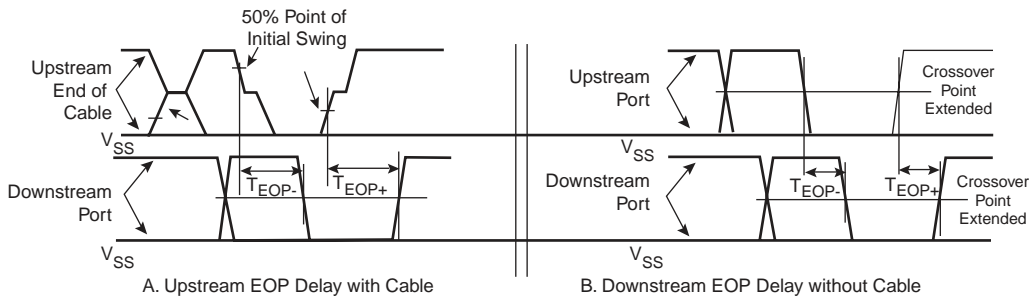 50% Point of
Initial Swing
Upstream
End of
Cable
V_SS
Downstream
Port
T_EOP-
T_EOP+
V_SS
A. Upstream EOP Delay with Cable
Upstream
Port
Crossover
Point
Extended
V_SS
Downstream
Port
T_EOP-
T_EOP+
Crossover
Point
Extended
V_SS
B. Downstream EOP Delay without Cable